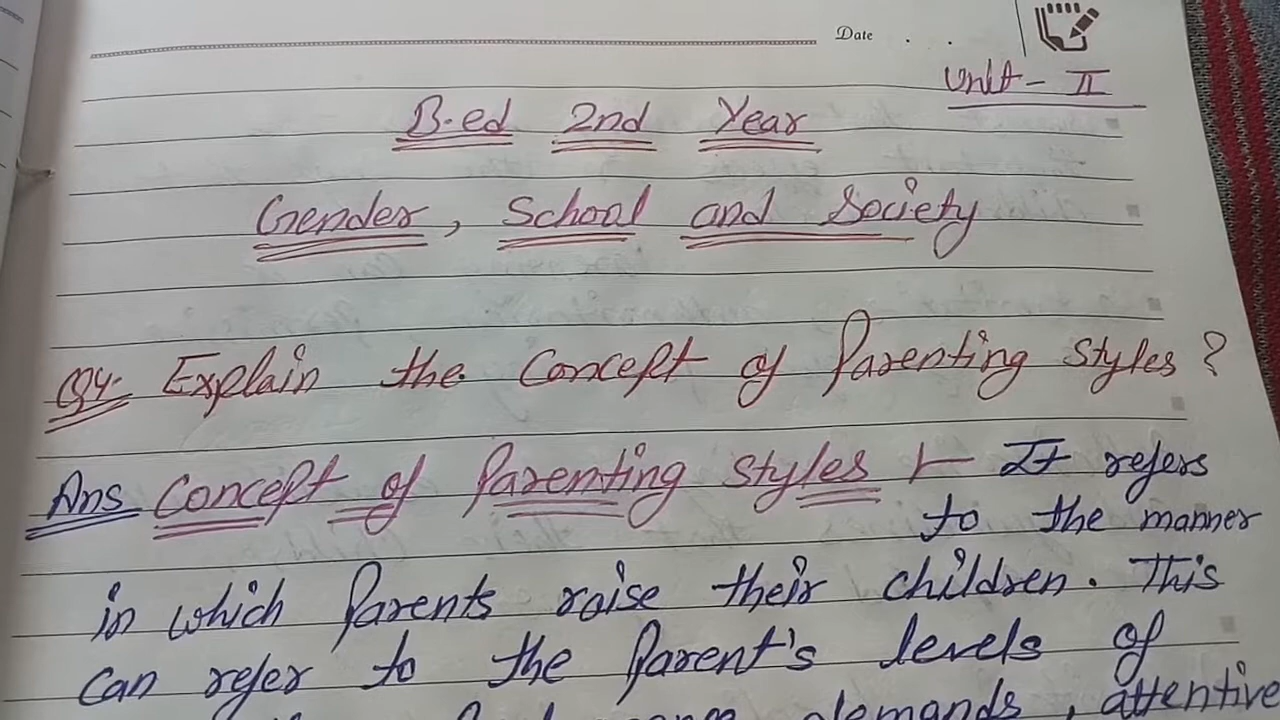 Date . .
Unit - II
B.ed 2nd Year
Gender, School and Society
Q4. Explain the Concept of Parenting Styles ?
Ans Concept of Parenting Styles :- It refers
to the manner
in which Parents raise their children. This
can refer to the Parent's levels of
demands, attentive